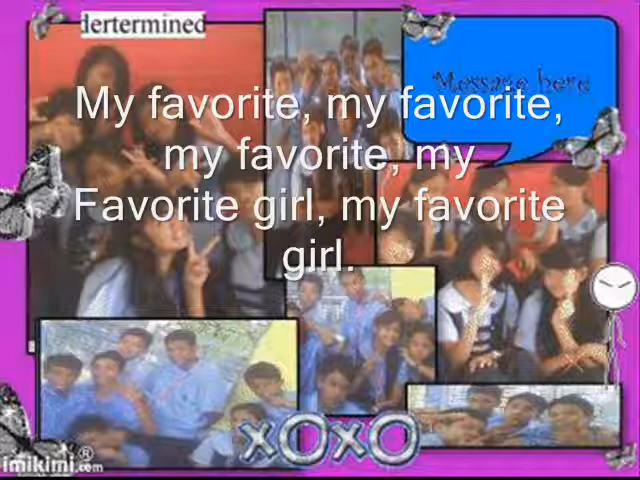 dertermined
Message here
My favorite, my favorite,
my favorite, my
Favorite girl, my favorite
girl.
xOxO
imikimi.com